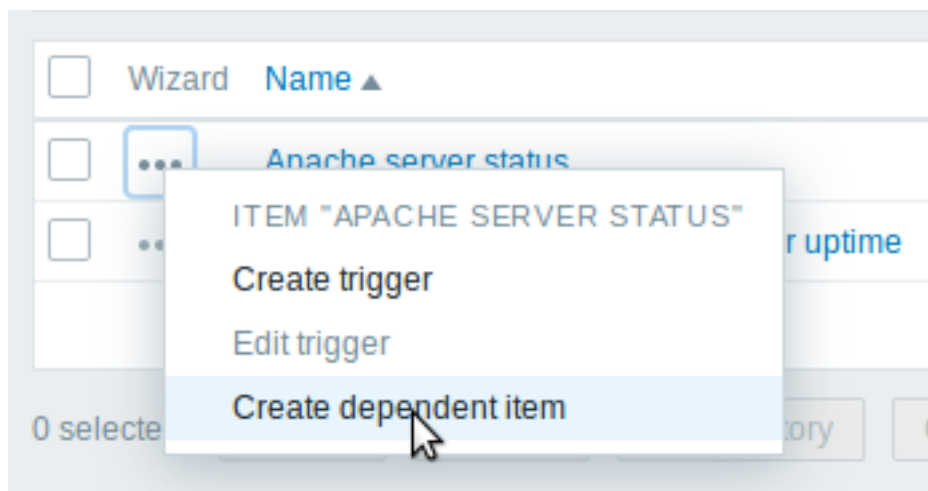 Wizard Name ▲
Apache server status
ITEM "APACHE SERVER STATUS"
r uptime
Create trigger
Edit trigger
Create dependent item
0 selecte
ory